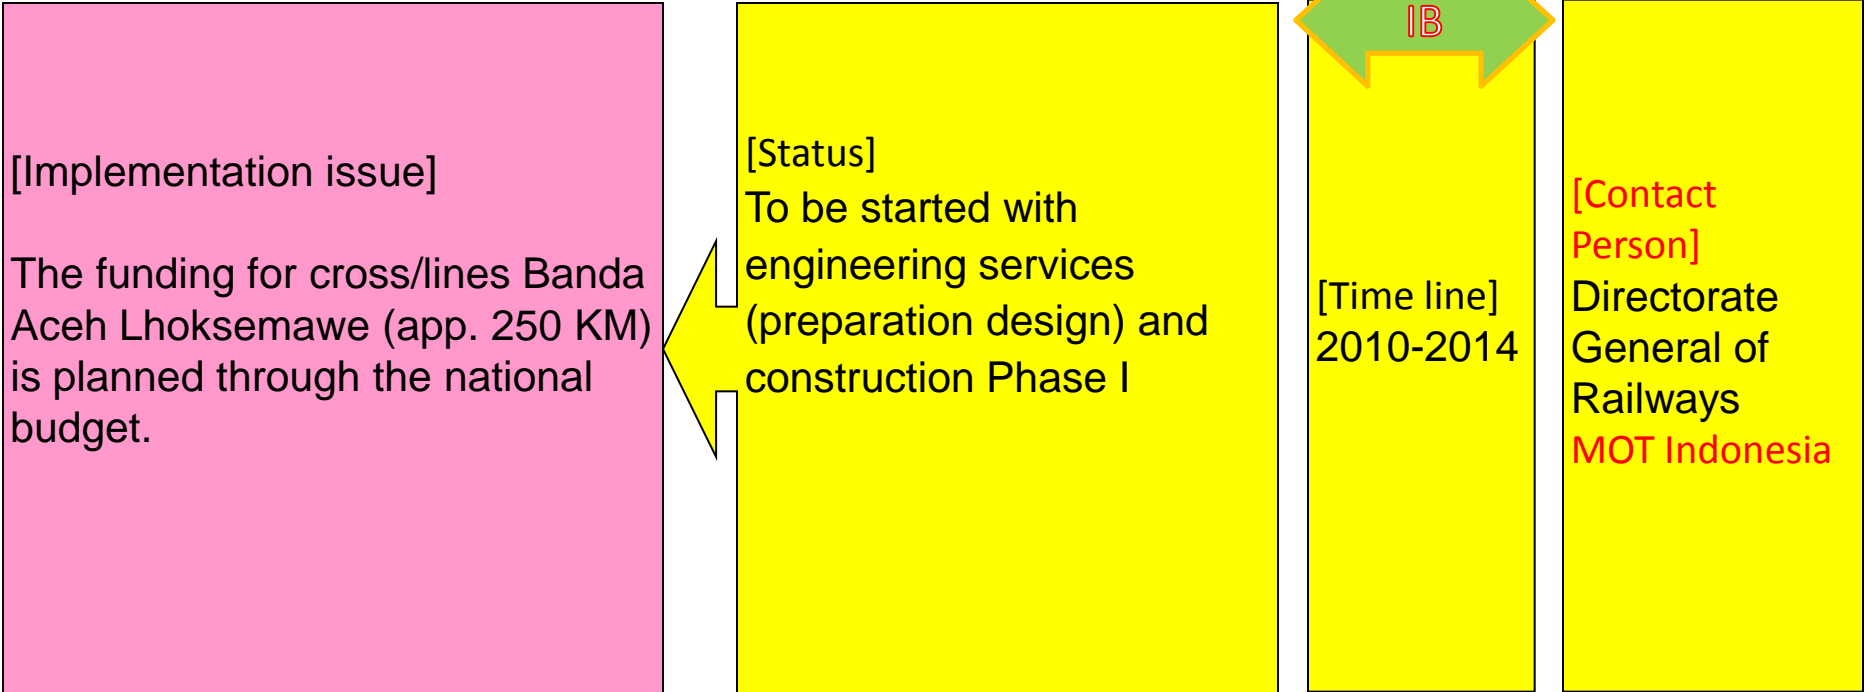 [Implementation issue]
The funding for cross/lines Banda
Aceh Lhoksemawe (app. 250 KM)
is planned through the national
budget.
[Status]
To be started with
engineering services
(preparation design) and
construction Phase I
IB
[Time line]
2010-2014
[Contact
Person]
Directorate
General of
Railways
MOT Indonesia